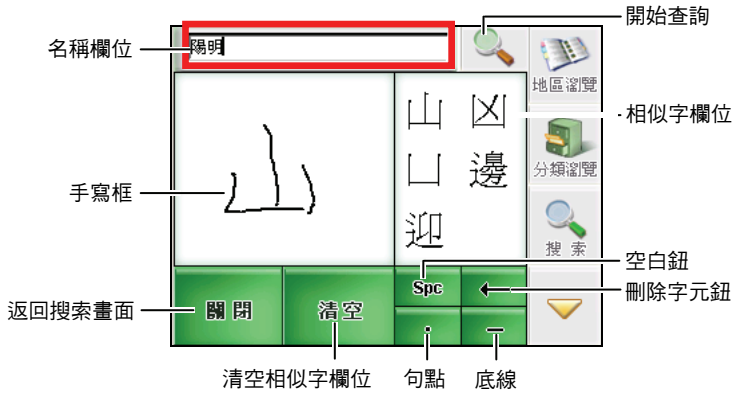 開始查詢
名稱欄位
陽明
地區瀏覽
山 凶
相似字欄位
凵 邊
分類瀏覽
手寫框
山
迎
搜 索
空白鈕
Spc ←
刪除字元鈕
返回搜索畫面
關閉 清空
. –
清空相似字欄位 句點 底線